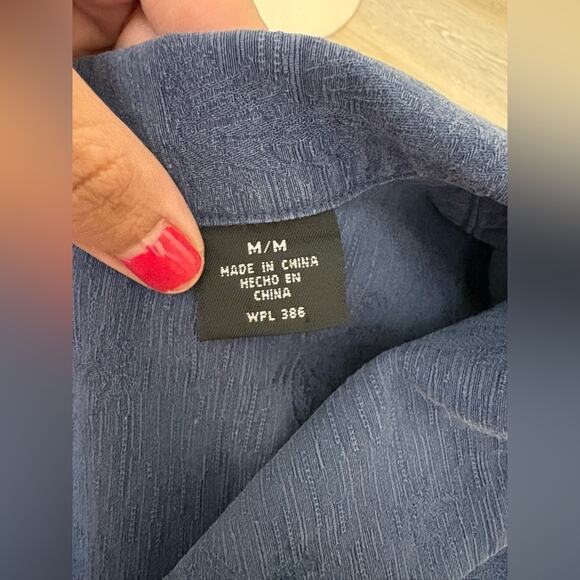 M/M
MADE IN CHINA
HECHO EN
CHINA
WPL 386